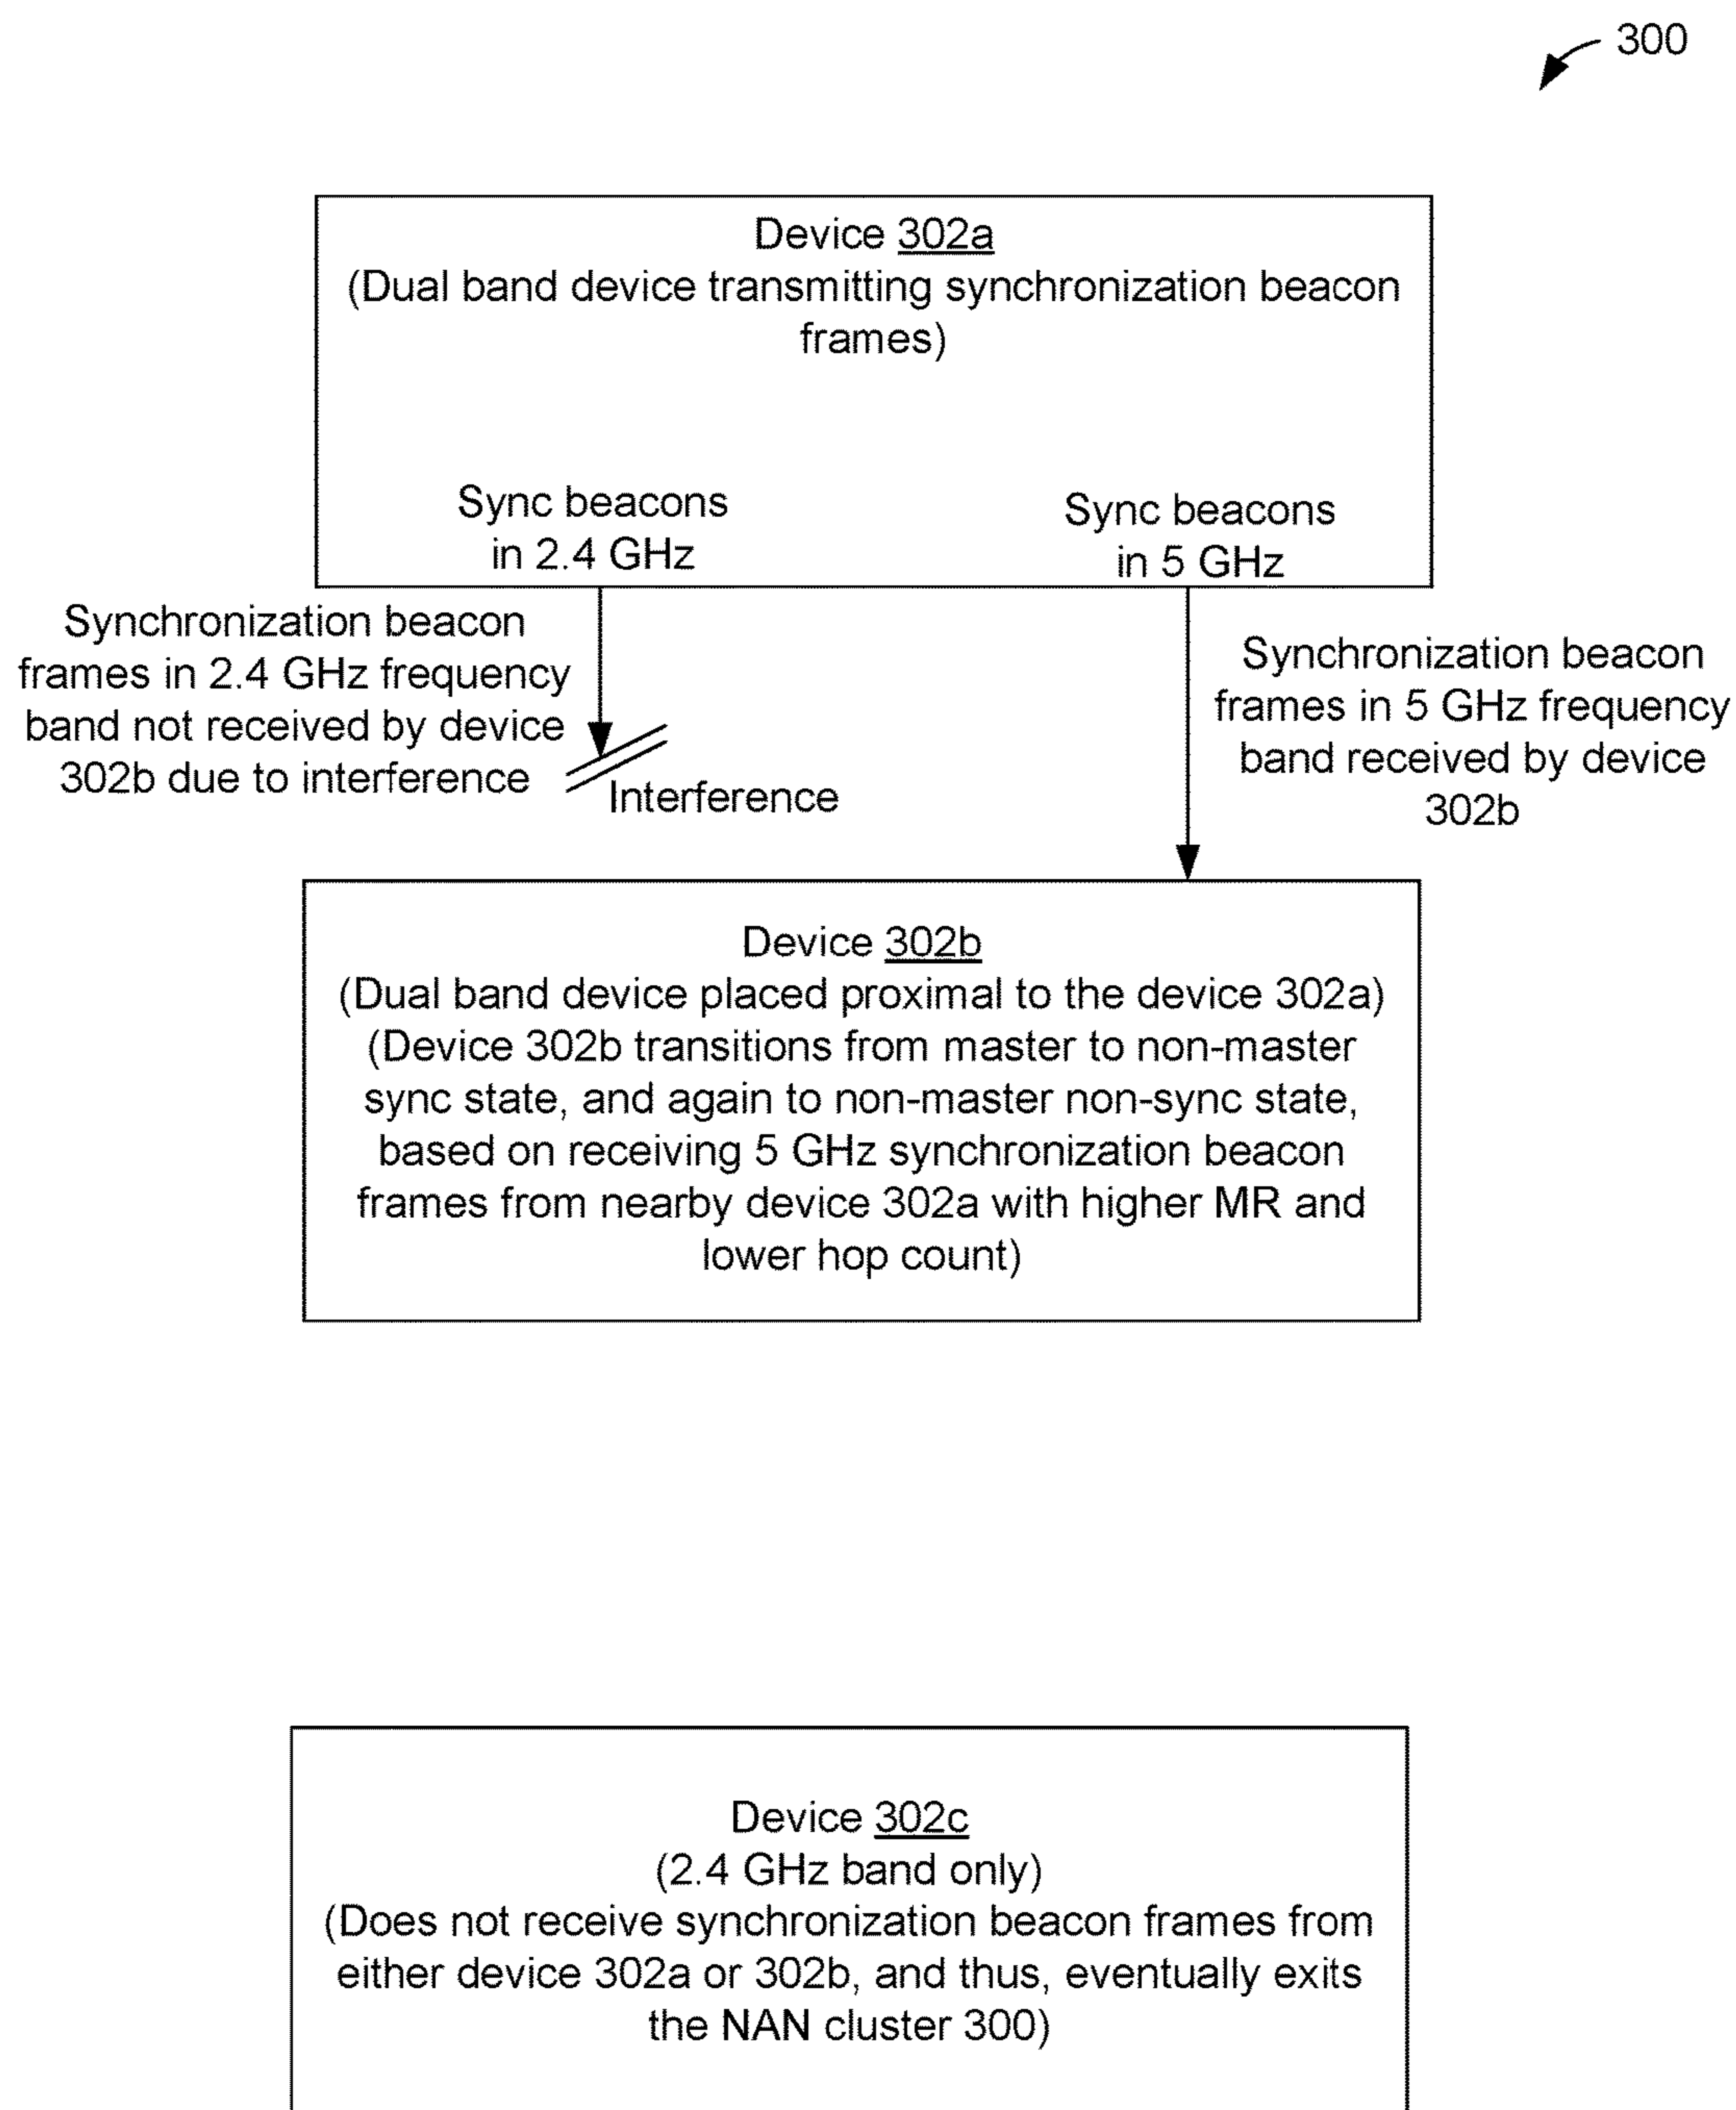 300
Device 302a
(Dual band device transmitting synchronization beacon
frames)
Sync beacons
in 2.4 GHz
Sync beacons
in 5 GHz
Synchronization beacon
frames in 2.4 GHz frequency
band not received by device
302b due to interference
Interference
Synchronization beacon
frames in 5 GHz frequency
band received by device
302b
Device 302b
(Dual band device placed proximal to the device 302a)
(Device 302b transitions from master to non-master
sync state, and again to non-master non-sync state,
based on receiving 5 GHz synchronization beacon
frames from nearby device 302a with higher MR and
lower hop count)
Device 302c
(2.4 GHz band only)
(Does not receive synchronization beacon frames from
either device 302a or 302b, and thus, eventually exits
the NAN cluster 300)